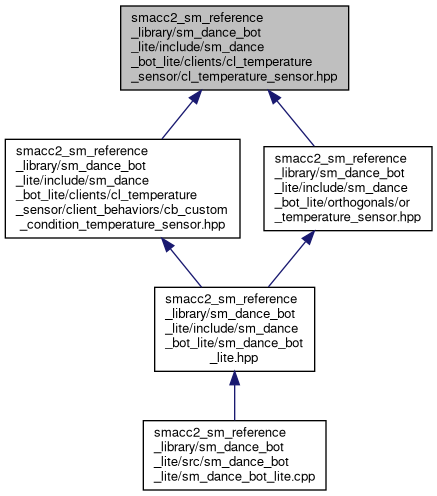 smacc2_sm_reference
_library/sm_dance_bot
_lite/include/sm_dance
_bot_lite/clients/cl_temperature
_sensor/cl_temperature_sensor.hpp
smacc2_sm_reference
_library/sm_dance_bot
_lite/include/sm_dance
_bot_lite/clients/cl_temperature
_sensor/client_behaviors/cb_custom
_condition_temperature_sensor.hpp
smacc2_sm_reference
_library/sm_dance_bot
_lite/include/sm_dance
_bot_lite/orthogonals/or
_temperature_sensor.hpp
smacc2_sm_reference
_library/sm_dance_bot
_lite/include/sm_dance
_bot_lite/sm_dance_bot
_lite.hpp
smacc2_sm_reference
_library/sm_dance_bot
_lite/src/sm_dance_bot
_lite/sm_dance_bot_lite.cpp